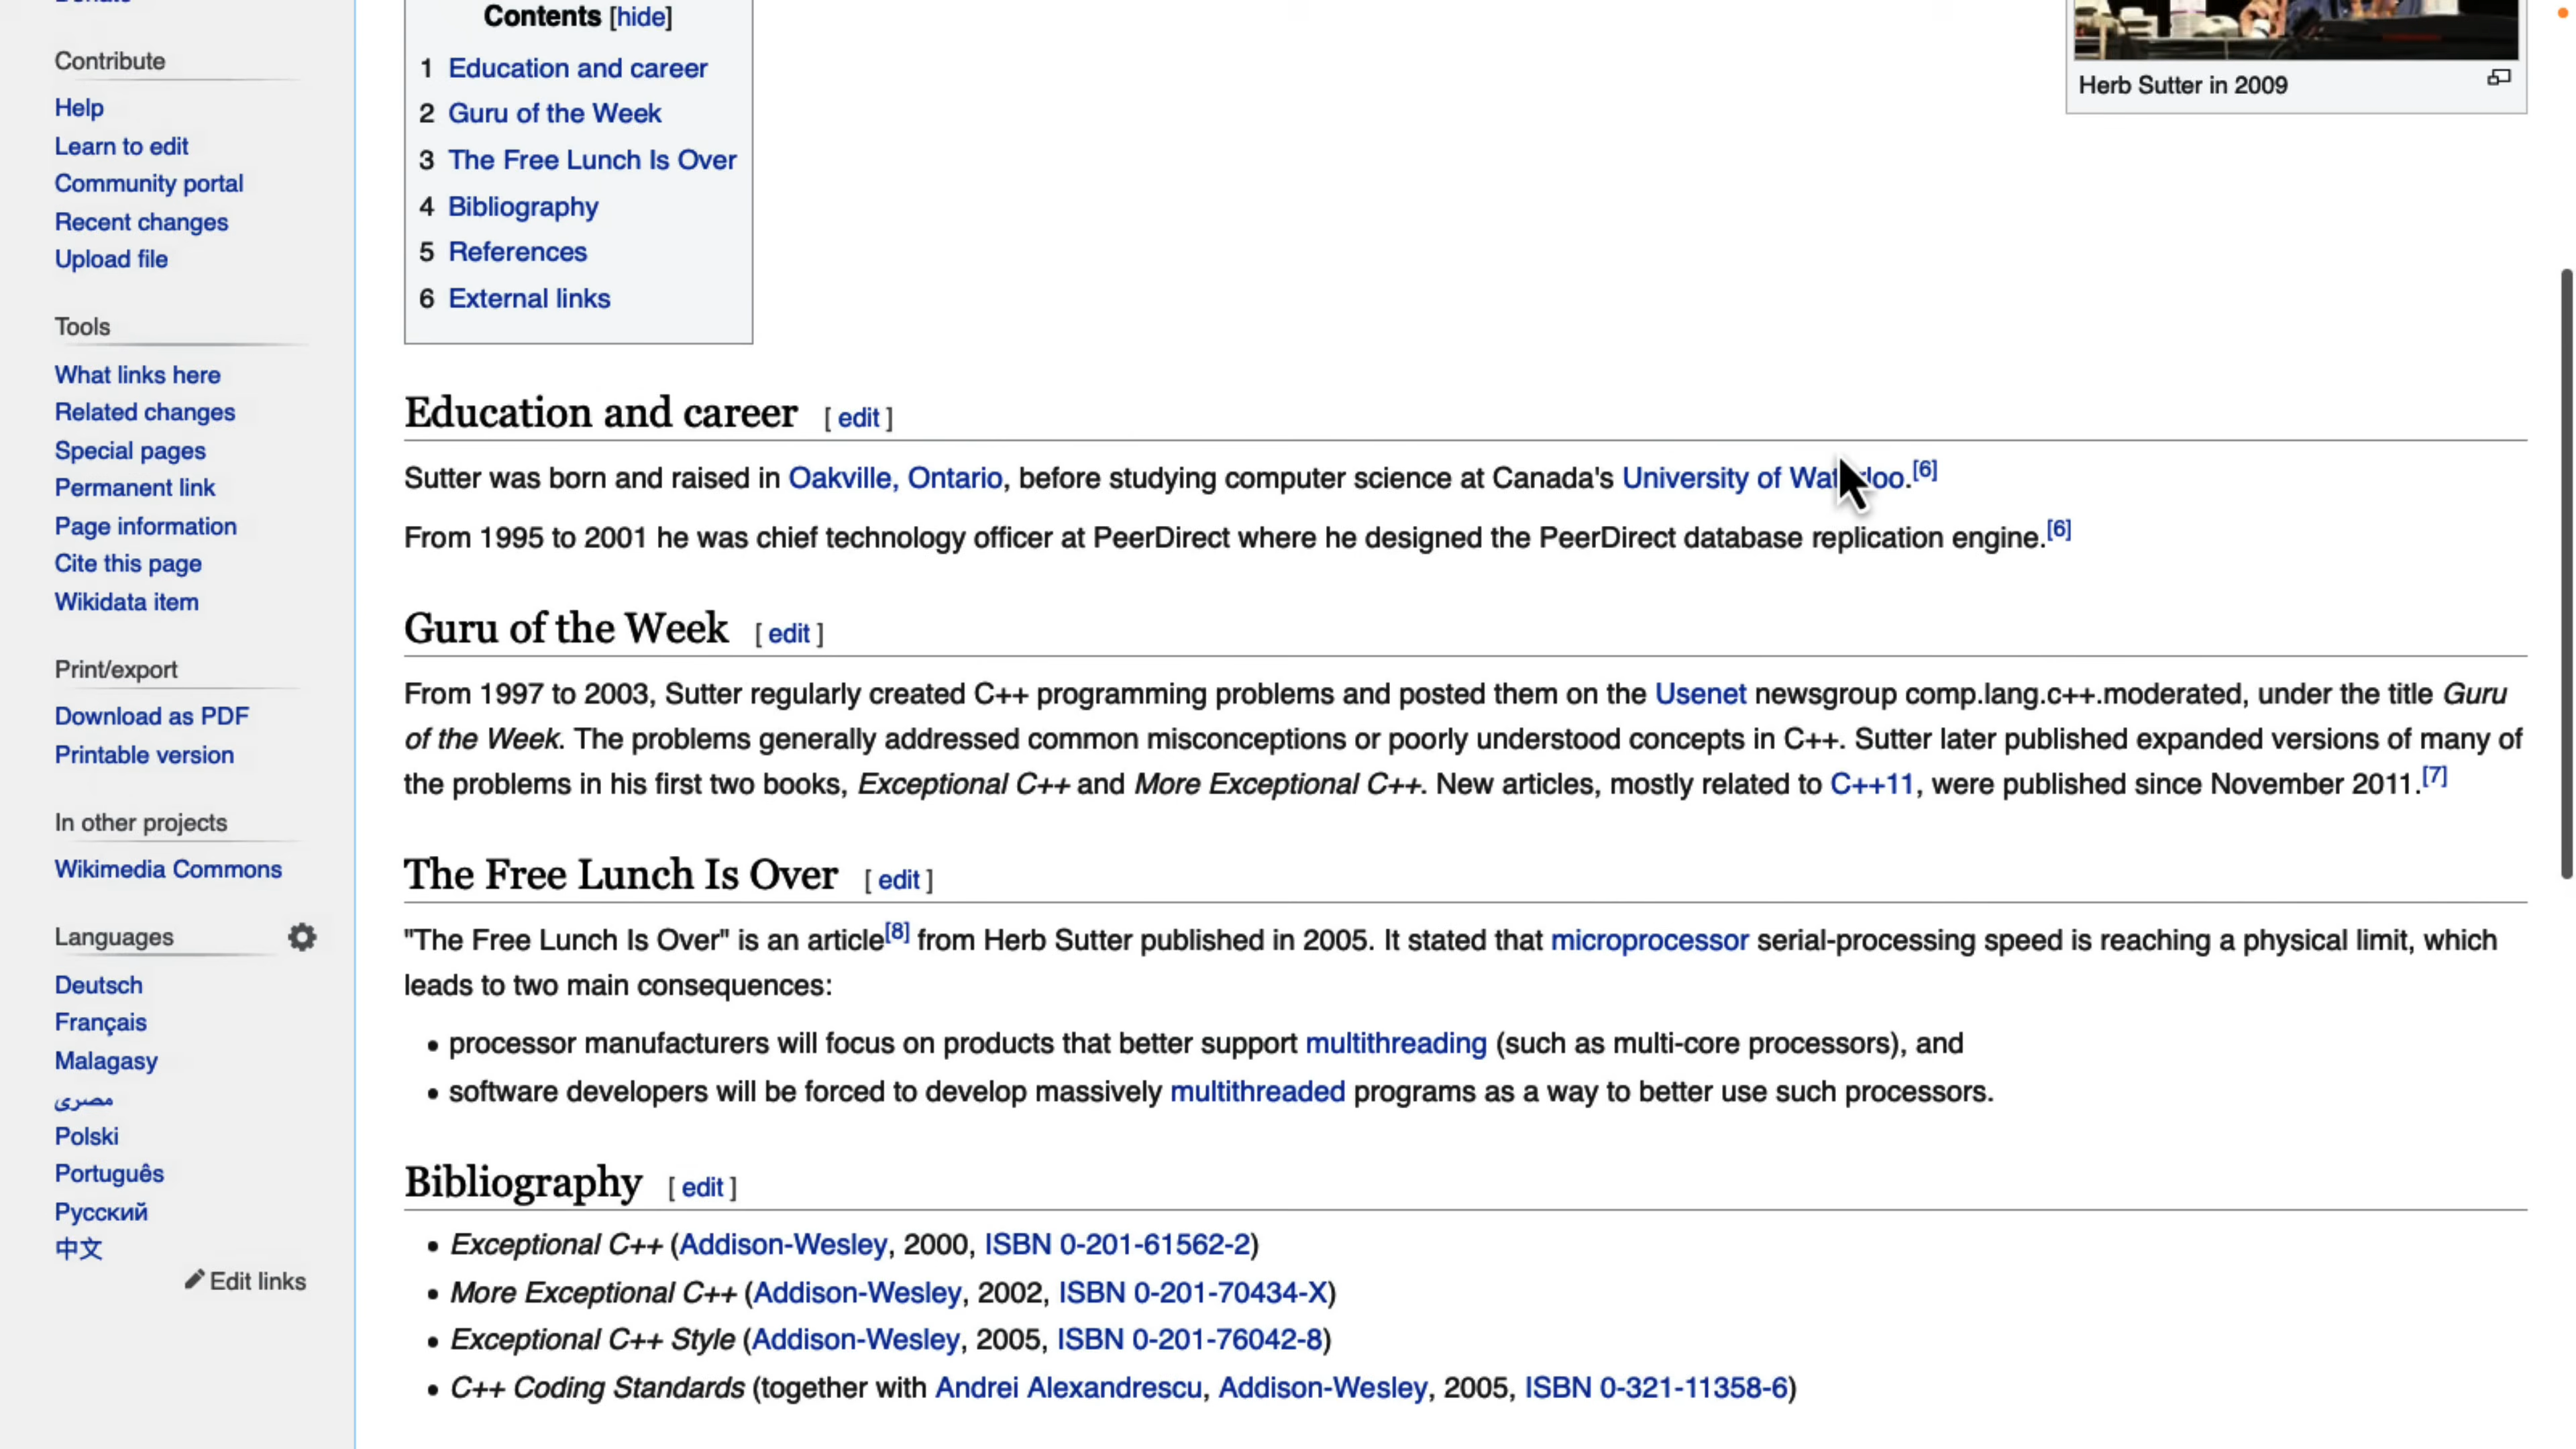 Contribute
Help
Learn to edit
Community portal
Recent changes
Upload file
Tools
What links here
Related changes
Special pages
Permanent link
Page information
Cite this page
Wikidata item
Print/export
Download as PDF
Printable version
In other projects
Wikimedia Commons
Languages
Deutsch
Français
Malagasy
مصرى
Polski
Português
Русский
中文
Edit links
Contents [hide]
1 Education and career
2 Guru of the Week
3 The Free Lunch Is Over
4 Bibliography
5 References
6 External links
Herb Sutter in 2009
Education and career [ edit ]
Sutter was born and raised in Oakville, Ontario, before studying computer science at Canada's University of Waterloo.[6]
From 1995 to 2001 he was chief technology officer at PeerDirect where he designed the PeerDirect database replication engine.[6]
Guru of the Week [ edit ]
From 1997 to 2003, Sutter regularly created C++ programming problems and posted them on the Usenet newsgroup comp.lang.c++.moderated, under the title Guru
of the Week. The problems generally addressed common misconceptions or poorly understood concepts in C++. Sutter later published expanded versions of many of
the problems in his first two books, Exceptional C++ and More Exceptional C++. New articles, mostly related to C++11, were published since November 2011.[7]
The Free Lunch Is Over [ edit ]
"The Free Lunch Is Over" is an article[8] from Herb Sutter published in 2005. It stated that microprocessor serial-processing speed is reaching a physical limit, which
leads to two main consequences:
• processor manufacturers will focus on products that better support multithreading (such as multi-core processors), and
• software developers will be forced to develop massively multithreaded programs as a way to better use such processors.
Bibliography [ edit ]
• Exceptional C++ (Addison-Wesley, 2000, ISBN 0-201-61562-2)
• More Exceptional C++ (Addison-Wesley, 2002, ISBN 0-201-70434-X)
• Exceptional C++ Style (Addison-Wesley, 2005, ISBN 0-201-76042-8)
• C++ Coding Standards (together with Andrei Alexandrescu, Addison-Wesley, 2005, ISBN 0-321-11358-6)